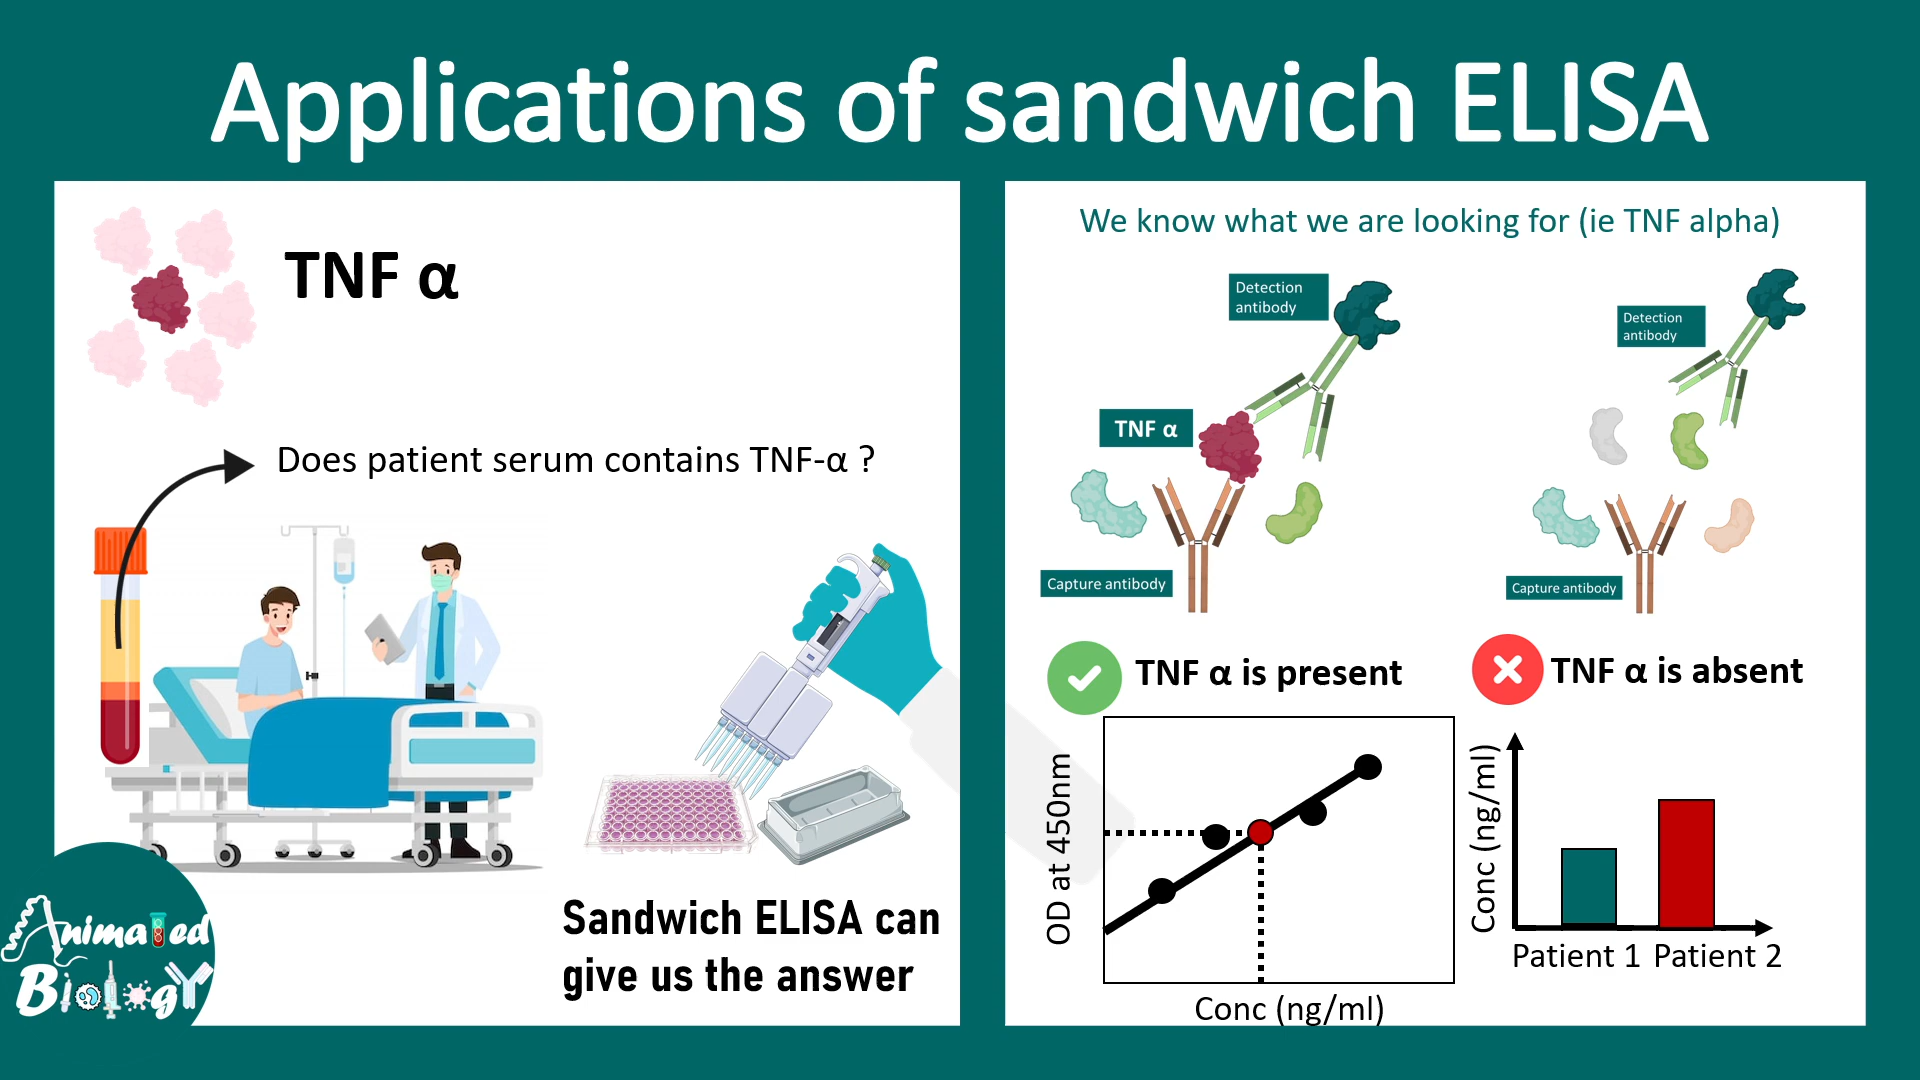 Applications of sandwich ELISA
TNF α
Does patient serum contains TNF-α ?
Sandwich ELISA can
give us the answer
Animated
Biology
We know what we are looking for (ie TNF alpha)
Detection
antibody
TNF α
Capture antibody
Detection
antibody
Capture antibody
TNF α is present
TNF α is absent
OD at 450nm
Conc (ng/ml)
Conc (ng/ml)
Patient 1
Patient 2